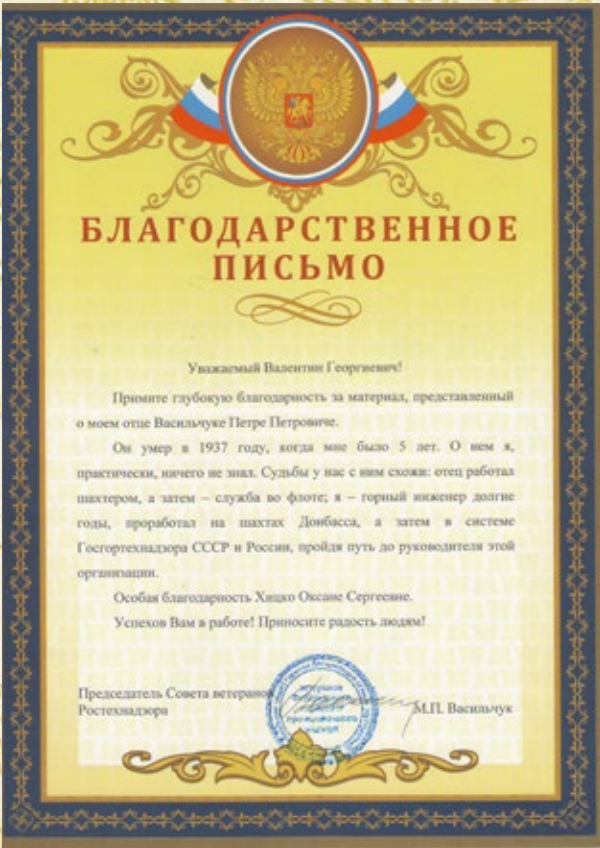 БЛАГОДАРСТВЕННОЕ
ПИСЬМО
Уважаемый Валентин Георгиевич!
Примите глубокую благодарность за материал, представленный
о моем отце Васильчуке Петре Петровиче.
Он умер в 1937 году, когда мне было 5 лет. О нем я,
практически, ничего не знал. Судьбы у нас с ним схожи: отец работал
шахтером, а затем – служба во флоте; я – горный инженер долгие
годы, проработал на шахтах Донбасса, а затем в системе
Госгортехнадзора СССР и России, пройдя путь до руководителя этой
организации.
Особая благодарность Хицко Оксане Сергеевне.
Успехов Вам в работе! Приносите радость людям!
Председатель Совета ветеранов
Ростехнадзора
М.П. Васильчук